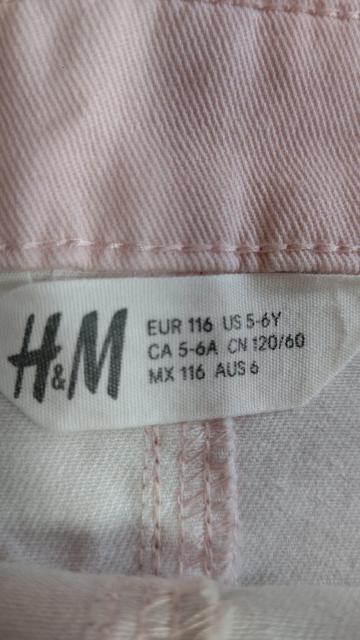 H&M
EUR 116 US 5-6Y
CA 5-6A CN 120/60
MX 116 AUS 6